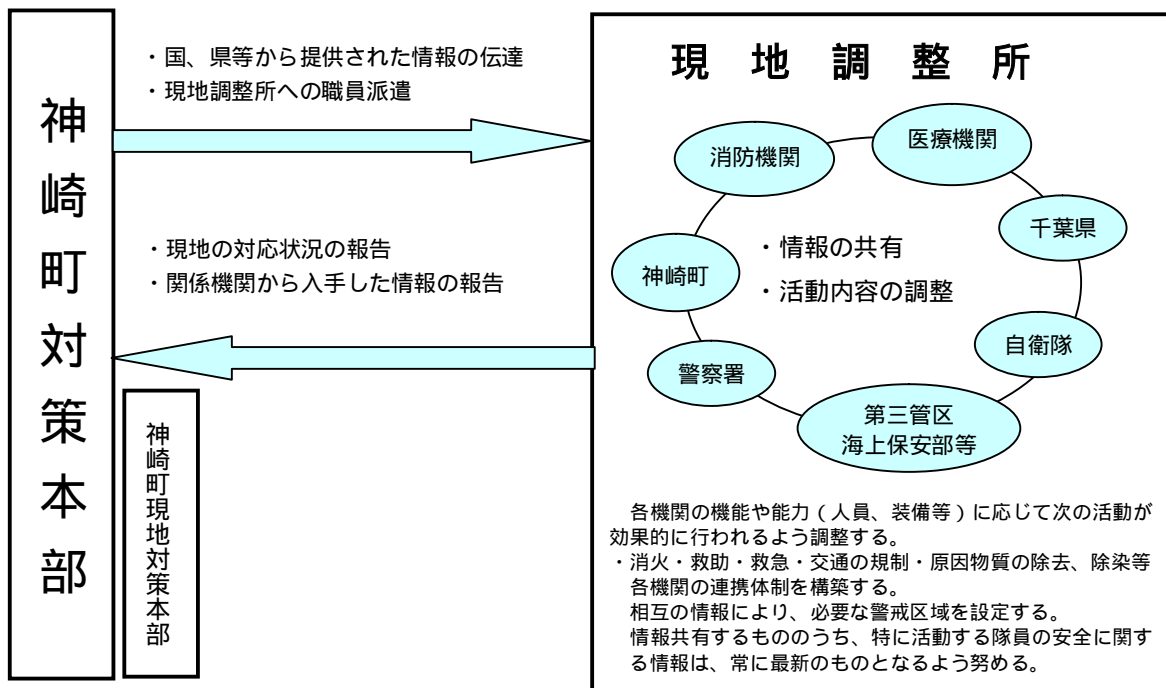 神崎町対策本部
・国、県等から提供された情報の伝達
・現地調整所への職員派遣
・現地の対応状況の報告
・関係機関から入手した情報の報告
神崎町現地対策本部
現地調整所
消防機関
医療機関
千葉県
神崎町
・情報の共有
・活動内容の調整
自衛隊
警察署
第三管区
海上保安部等
各機関の機能や能力（人員、装備等）に応じて次の活動が
効果的に行われるよう調整する。
・消火・救助・救急・交通の規制・原因物質の除去、除染等
各機関の連携体制を構築する。
相互の情報により、必要な警戒区域を設定する。
情報共有するもののうち、特に活動する隊員の安全に関す
る情報は、常に最新のものとなるよう努める。